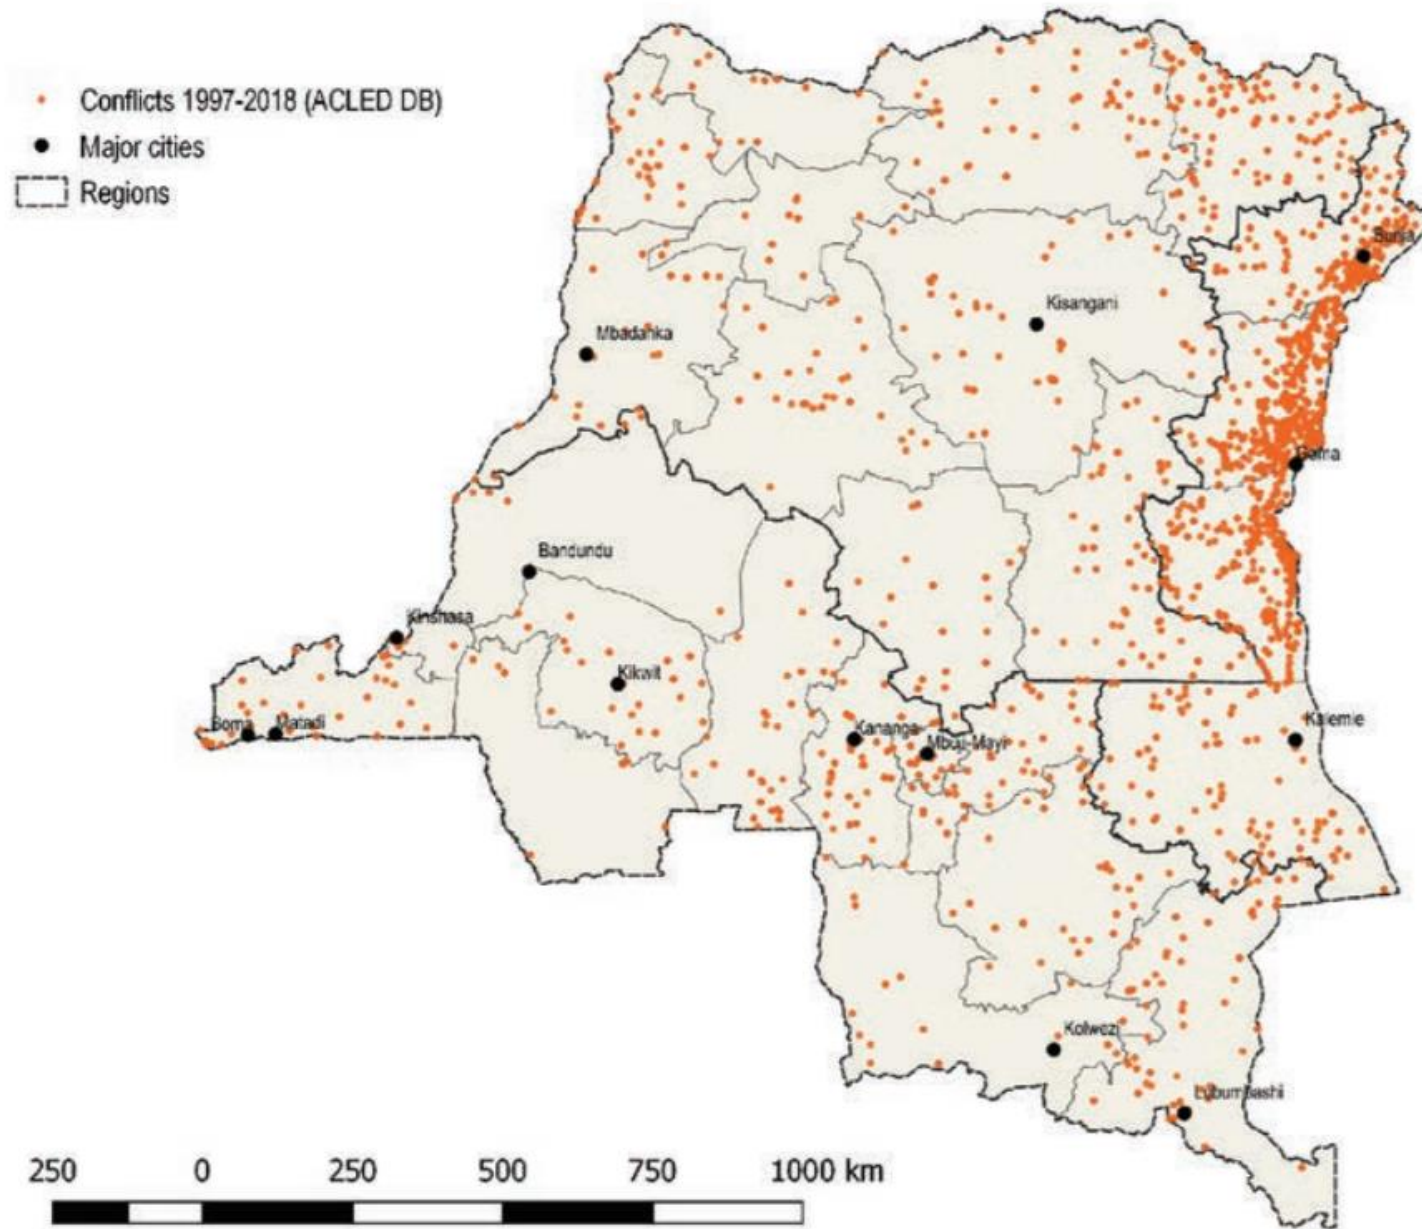 Conflicts 1997-2018 (ACLED DB)
Major cities
Regions
Bunia
Kisangani
Mbadanka
Goma
Bandundu
Kinshasa
Kikwit
Boma
Matadi
Kananga
Mbuji-Mayi
Kalemie
Kolwezi
Lubumbashi
250 0 250 500 750 1000 km